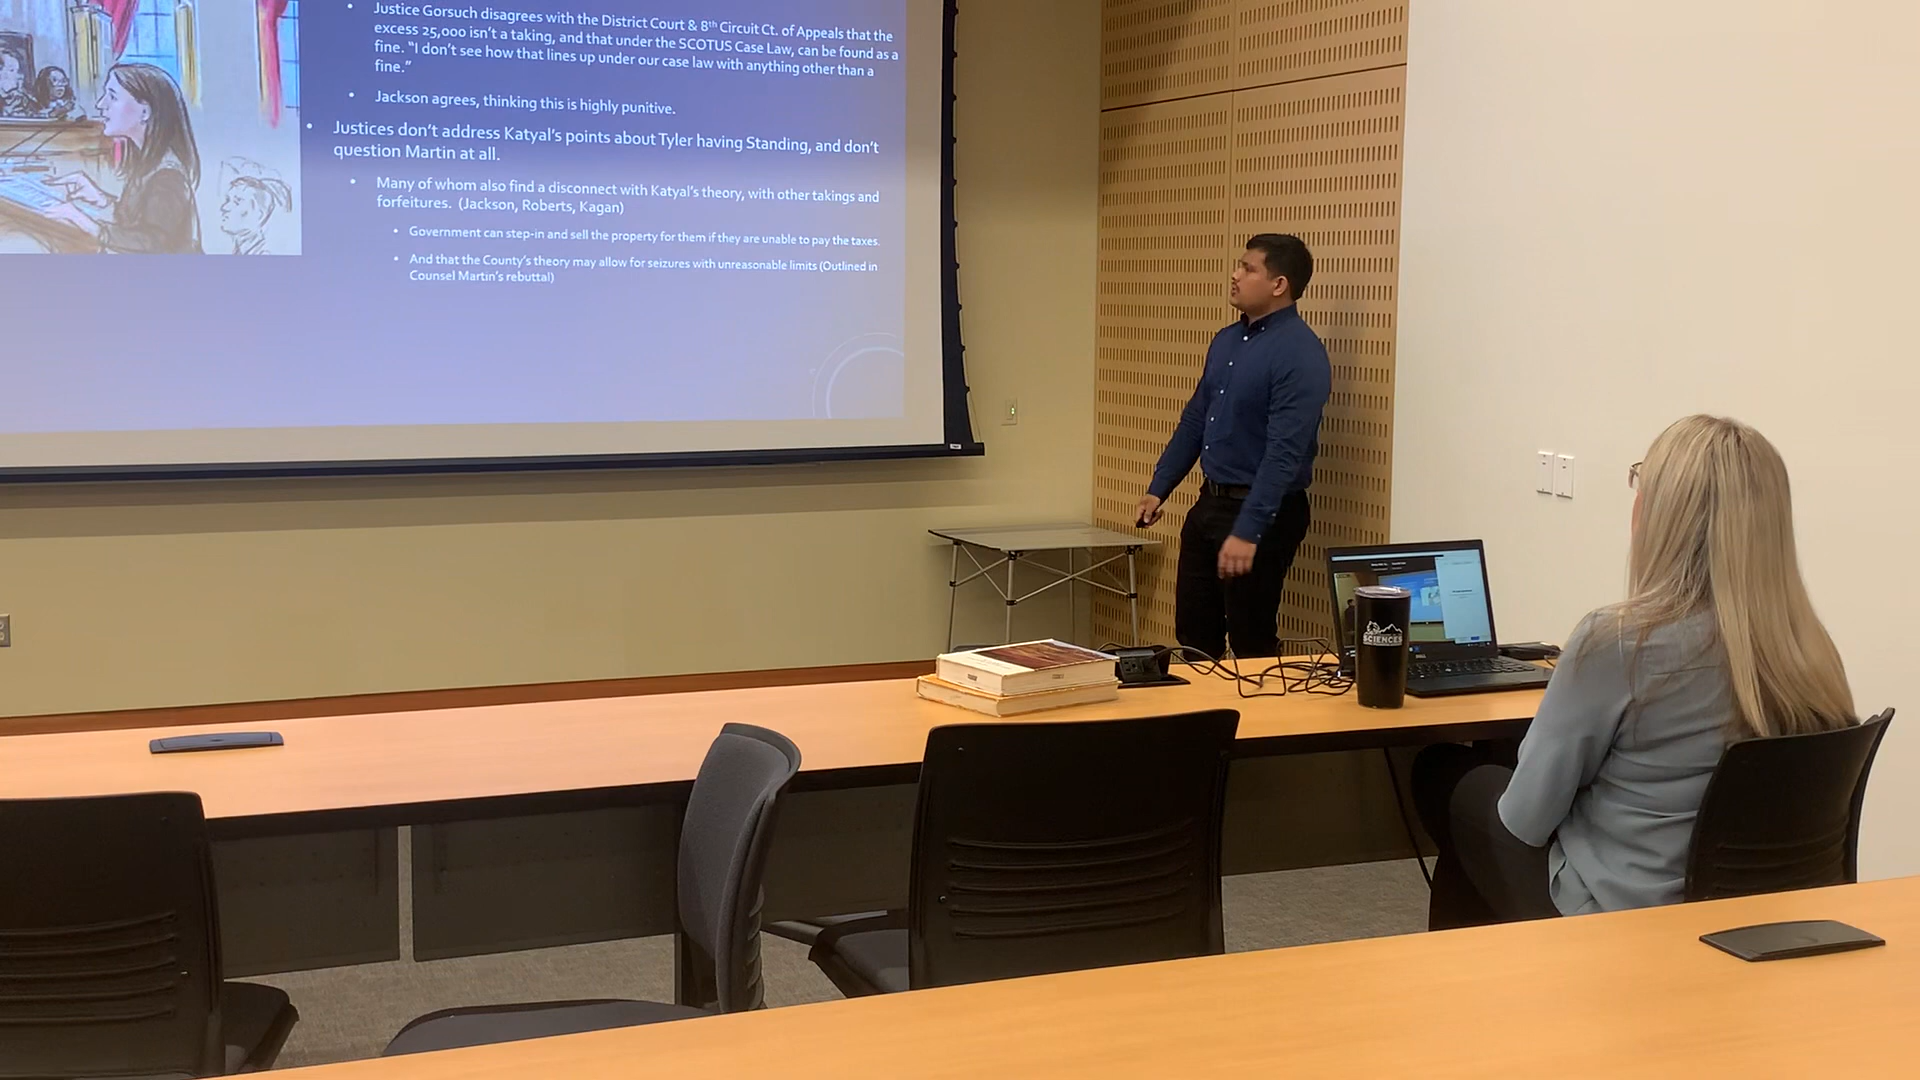 Justice Gorsuch disagrees with the District Court & 8th Circuit Ct. of Appeals that the
excess 25,000 isn't a taking, and that under the SCOTUS Case Law, can be found as a
fine. "I don't see how that lines up under our case law with anything other than a
fine."
Jackson agrees, thinking this is highly punitive.
Justices don't address Katyal's points about Tyler having Standing, and don't
question Martin at all.
Many of whom also find a disconnect with Katyal's theory, with other takings and
forfeitures. (Jackson, Roberts, Kagan)
Government can step-in and sell the property for them if they are unable to pay the taxes.
And that the County's theory may allow for seizures with unreasonable limits (Outlined in
Counsel Martin's rebuttal)
SCIENCES
DELL